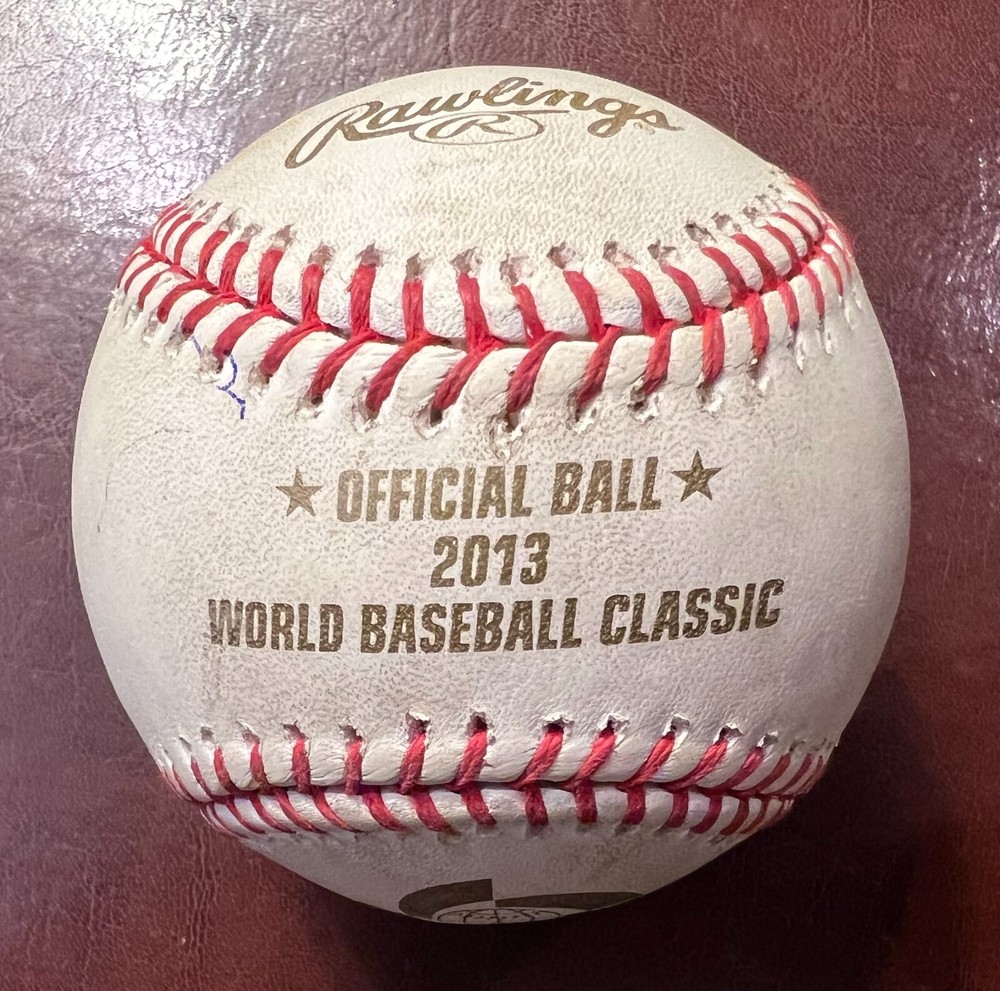 Rawlings
R
★ OFFICIAL BALL ★
2013
WORLD BASEBALL CLASSIC